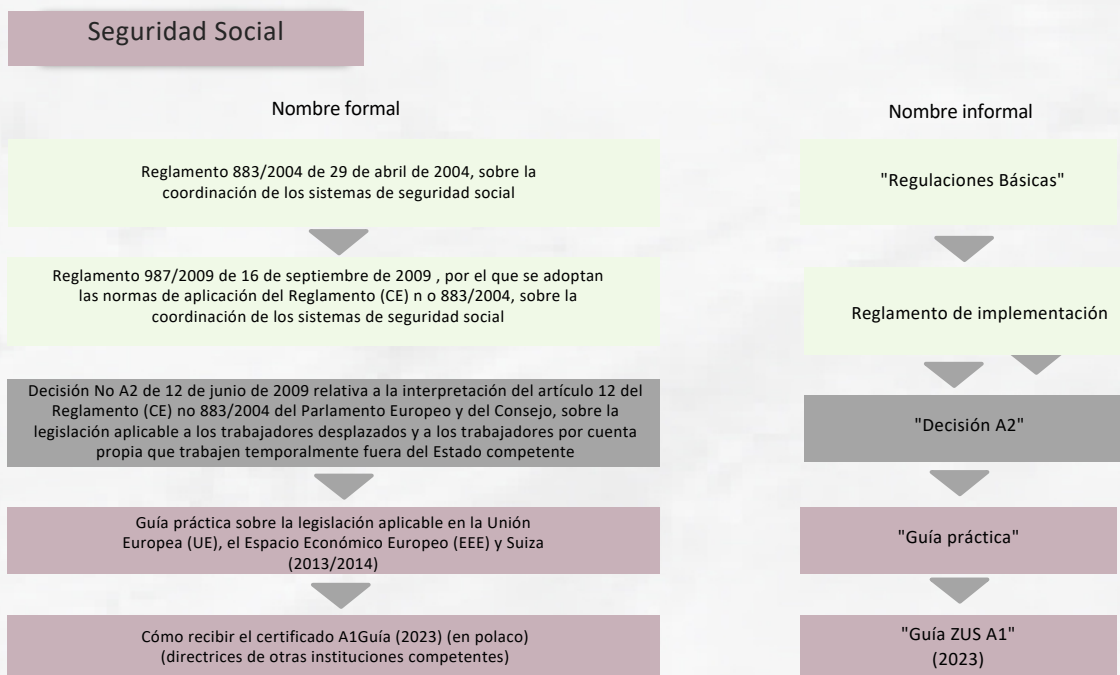 Seguridad Social
Nombre formal
Nombre informal
Reglamento 883/2004 de 29 de abril de 2004, sobre la
coordinación de los sistemas de seguridad social
"Regulaciones Básicas"
Reglamento 987/2009 de 16 de septiembre de 2009 , por el que se adoptan
las normas de aplicación del Reglamento (CE) n o 883/2004, sobre la
coordinación de los sistemas de seguridad social
Reglamento de implementación
Decisión No A2 de 12 de junio de 2009 relativa a la interpretación del artículo 12 del
Reglamento (CE) no 883/2004 del Parlamento Europeo y del Consejo, sobre la
legislación aplicable a los trabajadores desplazados y a los trabajadores por cuenta
propia que trabajen temporalmente fuera del Estado competente
"Decisión A2"
Guía práctica sobre la legislación aplicable en la Unión
Europea (UE), el Espacio Económico Europeo (EEE) y Suiza
(2013/2014)
"Guía práctica"
Cómo recibir el certificado A1Guía (2023) (en polaco)
(directrices de otras instituciones competentes)
"Guía ZUS A1"
(2023)